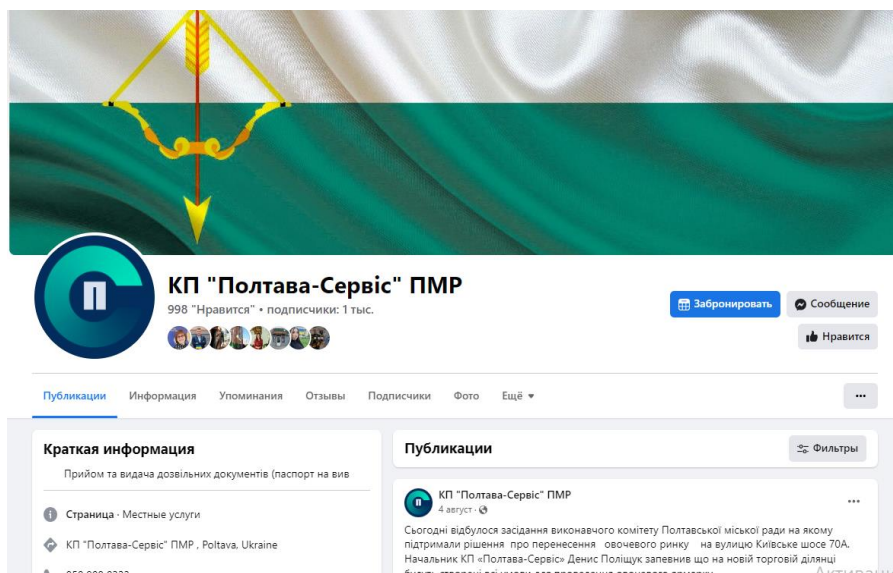 КП "Полтава-Сервіс" ПМР
998 "Нравится" • подписчики: 1 тыс.
Забронировать
Сообщение
Нравится
Публикации Информация Упоминания Отзывы Подписчики Фото Ещё
Краткая информация
Прийом та видача дозвільних документів (паспорт на вив
Страница · Местные услуги
КП "Полтава-Сервіс" ПМР , Poltava, Ukraine
Публикации
Фильтры
КП "Полтава-Сервіс" ПМР
4 август ·
Сьогодні відбулося засідання виконавчого комітету Полтавської міської ради на якому
підтримали рішення про перенесення овочевого ринку на вулицю Київське шосе 70А.
Начальник КП «Полтава-Сервіс» Денис Поліщук запевнив що на новій торговій ділянці